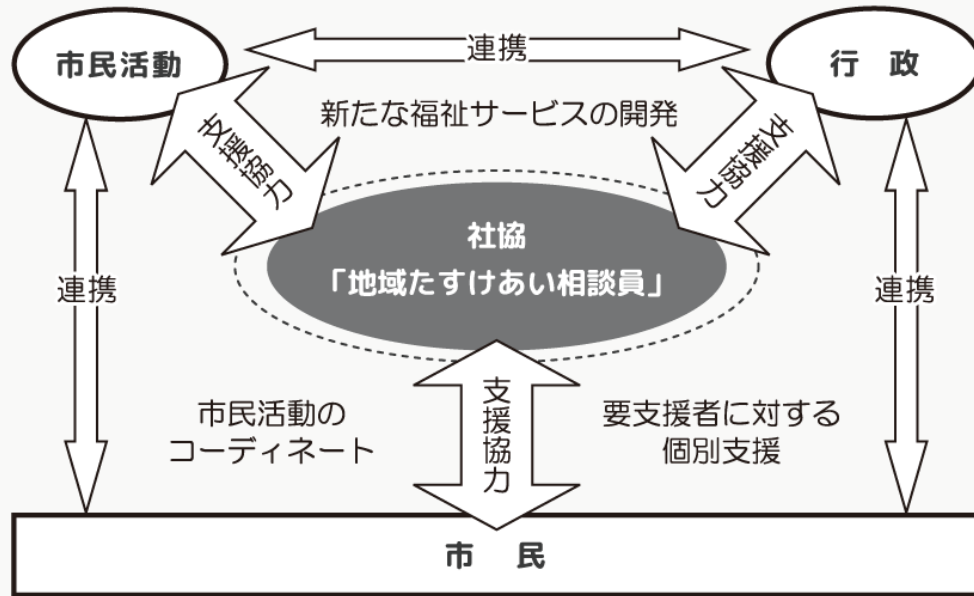 連携
市民活動
行　政
新たな福祉サービスの開発
支援協力
支援協力
社協
「地域たすけあい相談員」
連携
連携
支援協力
市民活動の
コーディネート
要支援者に対する
個別支援
市　民